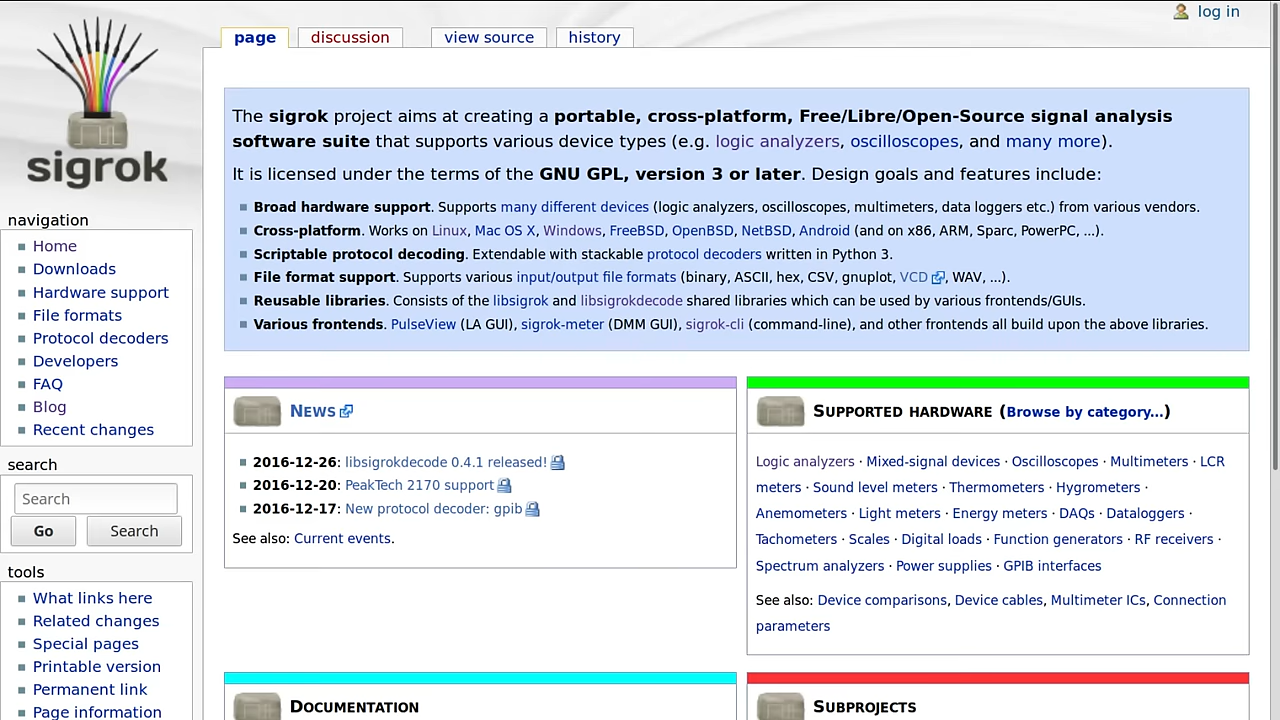 log in
page discussion view source history
sigrok
The sigrok project aims at creating a portable, cross-platform, Free/Libre/Open-Source signal analysis
software suite that supports various device types (e.g. logic analyzers, oscilloscopes, and many more).
It is licensed under the terms of the GNU GPL, version 3 or later. Design goals and features include:
Broad hardware support. Supports many different devices (logic analyzers, oscilloscopes, multimeters, data loggers etc.) from various vendors.
Cross-platform. Works on Linux, Mac OS X, Windows, FreeBSD, OpenBSD, NetBSD, Android (and on x86, ARM, Sparc, PowerPC, ...).
Scriptable protocol decoding. Extendable with stackable protocol decoders written in Python 3.
File format support. Supports various input/output file formats (binary, ASCII, hex, CSV, gnuplot, VCD, WAV, ...).
Reusable libraries. Consists of the libsigrok and libsigrokdecode shared libraries which can be used by various frontends/GUIs.
Various frontends. PulseView (LA GUI), sigrok-meter (DMM GUI), sigrok-cli (command-line), and other frontends all build upon the above libraries.
navigation
Home
Downloads
Hardware support
File formats
Protocol decoders
Developers
FAQ
Blog
Recent changes
search
Search
Go Search
tools
What links here
Related changes
Special pages
Printable version
Permanent link
Page information
News
2016-12-26: libsigrokdecode 0.4.1 released!
2016-12-20: PeakTech 2170 support
2016-12-17: New protocol decoder: gpib
See also: Current events.
Supported hardware (Browse by category...)
Logic analyzers · Mixed-signal devices · Oscilloscopes · Multimeters · LCR
meters · Sound level meters · Thermometers · Hygrometers ·
Anemometers · Light meters · Energy meters · DAQs · Dataloggers ·
Tachometers · Scales · Digital loads · Function generators · RF receivers ·
Spectrum analyzers · Power supplies · GPIB interfaces
See also: Device comparisons, Device cables, Multimeter ICs, Connection
parameters
Documentation
Subprojects